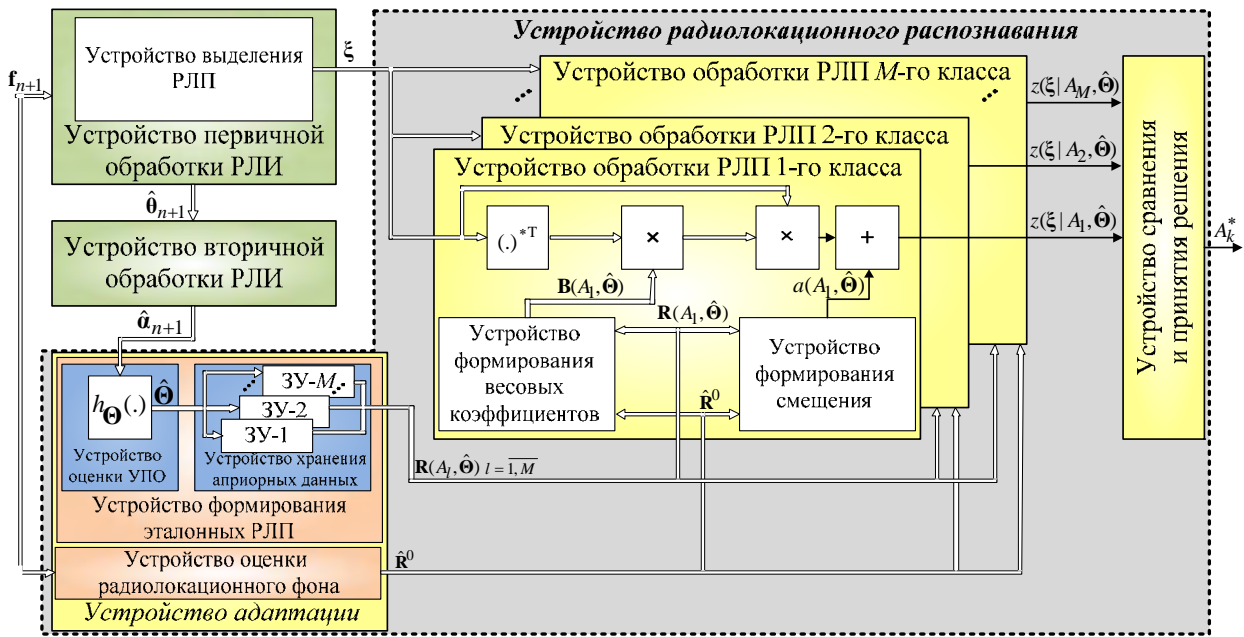 Устройство радиолокационного распознавания
Устройство выделения
РЛП
Устройство первичной
обработки РЛИ
f_{n+1}
ξ
θ̂_{n+1}
Устройство вторичной
обработки РЛИ
α̂_{n+1}
Устройство обработки РЛП M-го класса
Устройство обработки РЛП 2-го класса
Устройство обработки РЛП 1-го класса
(.)^{*T}
×
×
+
B(A_1,Θ̂)
a(A_1,Θ̂)
R(A_1,Θ̂)
Устройство
формирования
весовых
коэффициентов
R̂^0
Устройство
формирования
смещения
z(ξ|A_M,Θ̂)
z(ξ|A_2,Θ̂)
z(ξ|A_1,Θ̂)
Устройство сравнения
и принятия решения
A_k^*
h_Θ(.)
Θ̂
ЗУ-M
ЗУ-2
ЗУ-1
Устройство
оценки УПО
Устройство хранения
априорных данных
R(A_l,Θ̂) l = \overline{1,M}
Устройство формирования
эталонных РЛП
Устройство оценки
радиолокационного фона
R̂^0
Устройство адаптации